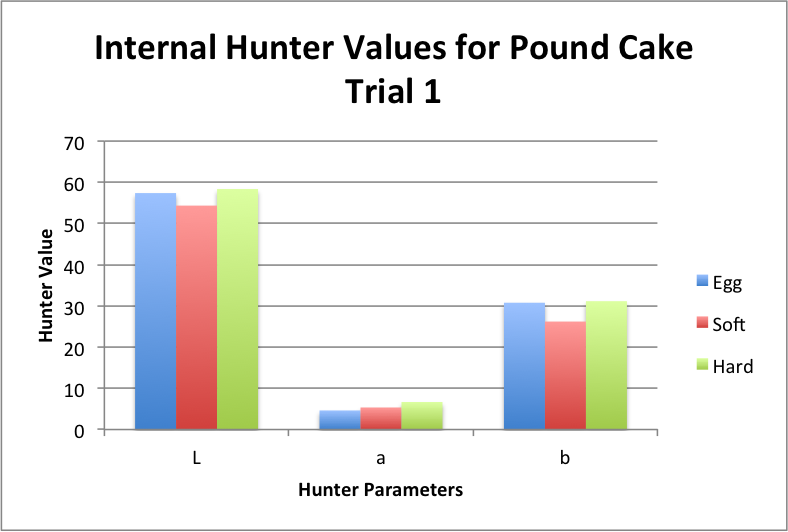 Internal Hunter Values for Pound Cake
Trial 1
70
60
50
40
30
20
10
0
Hunter Value
L
a
b
Hunter Parameters
Egg
Soft
Hard